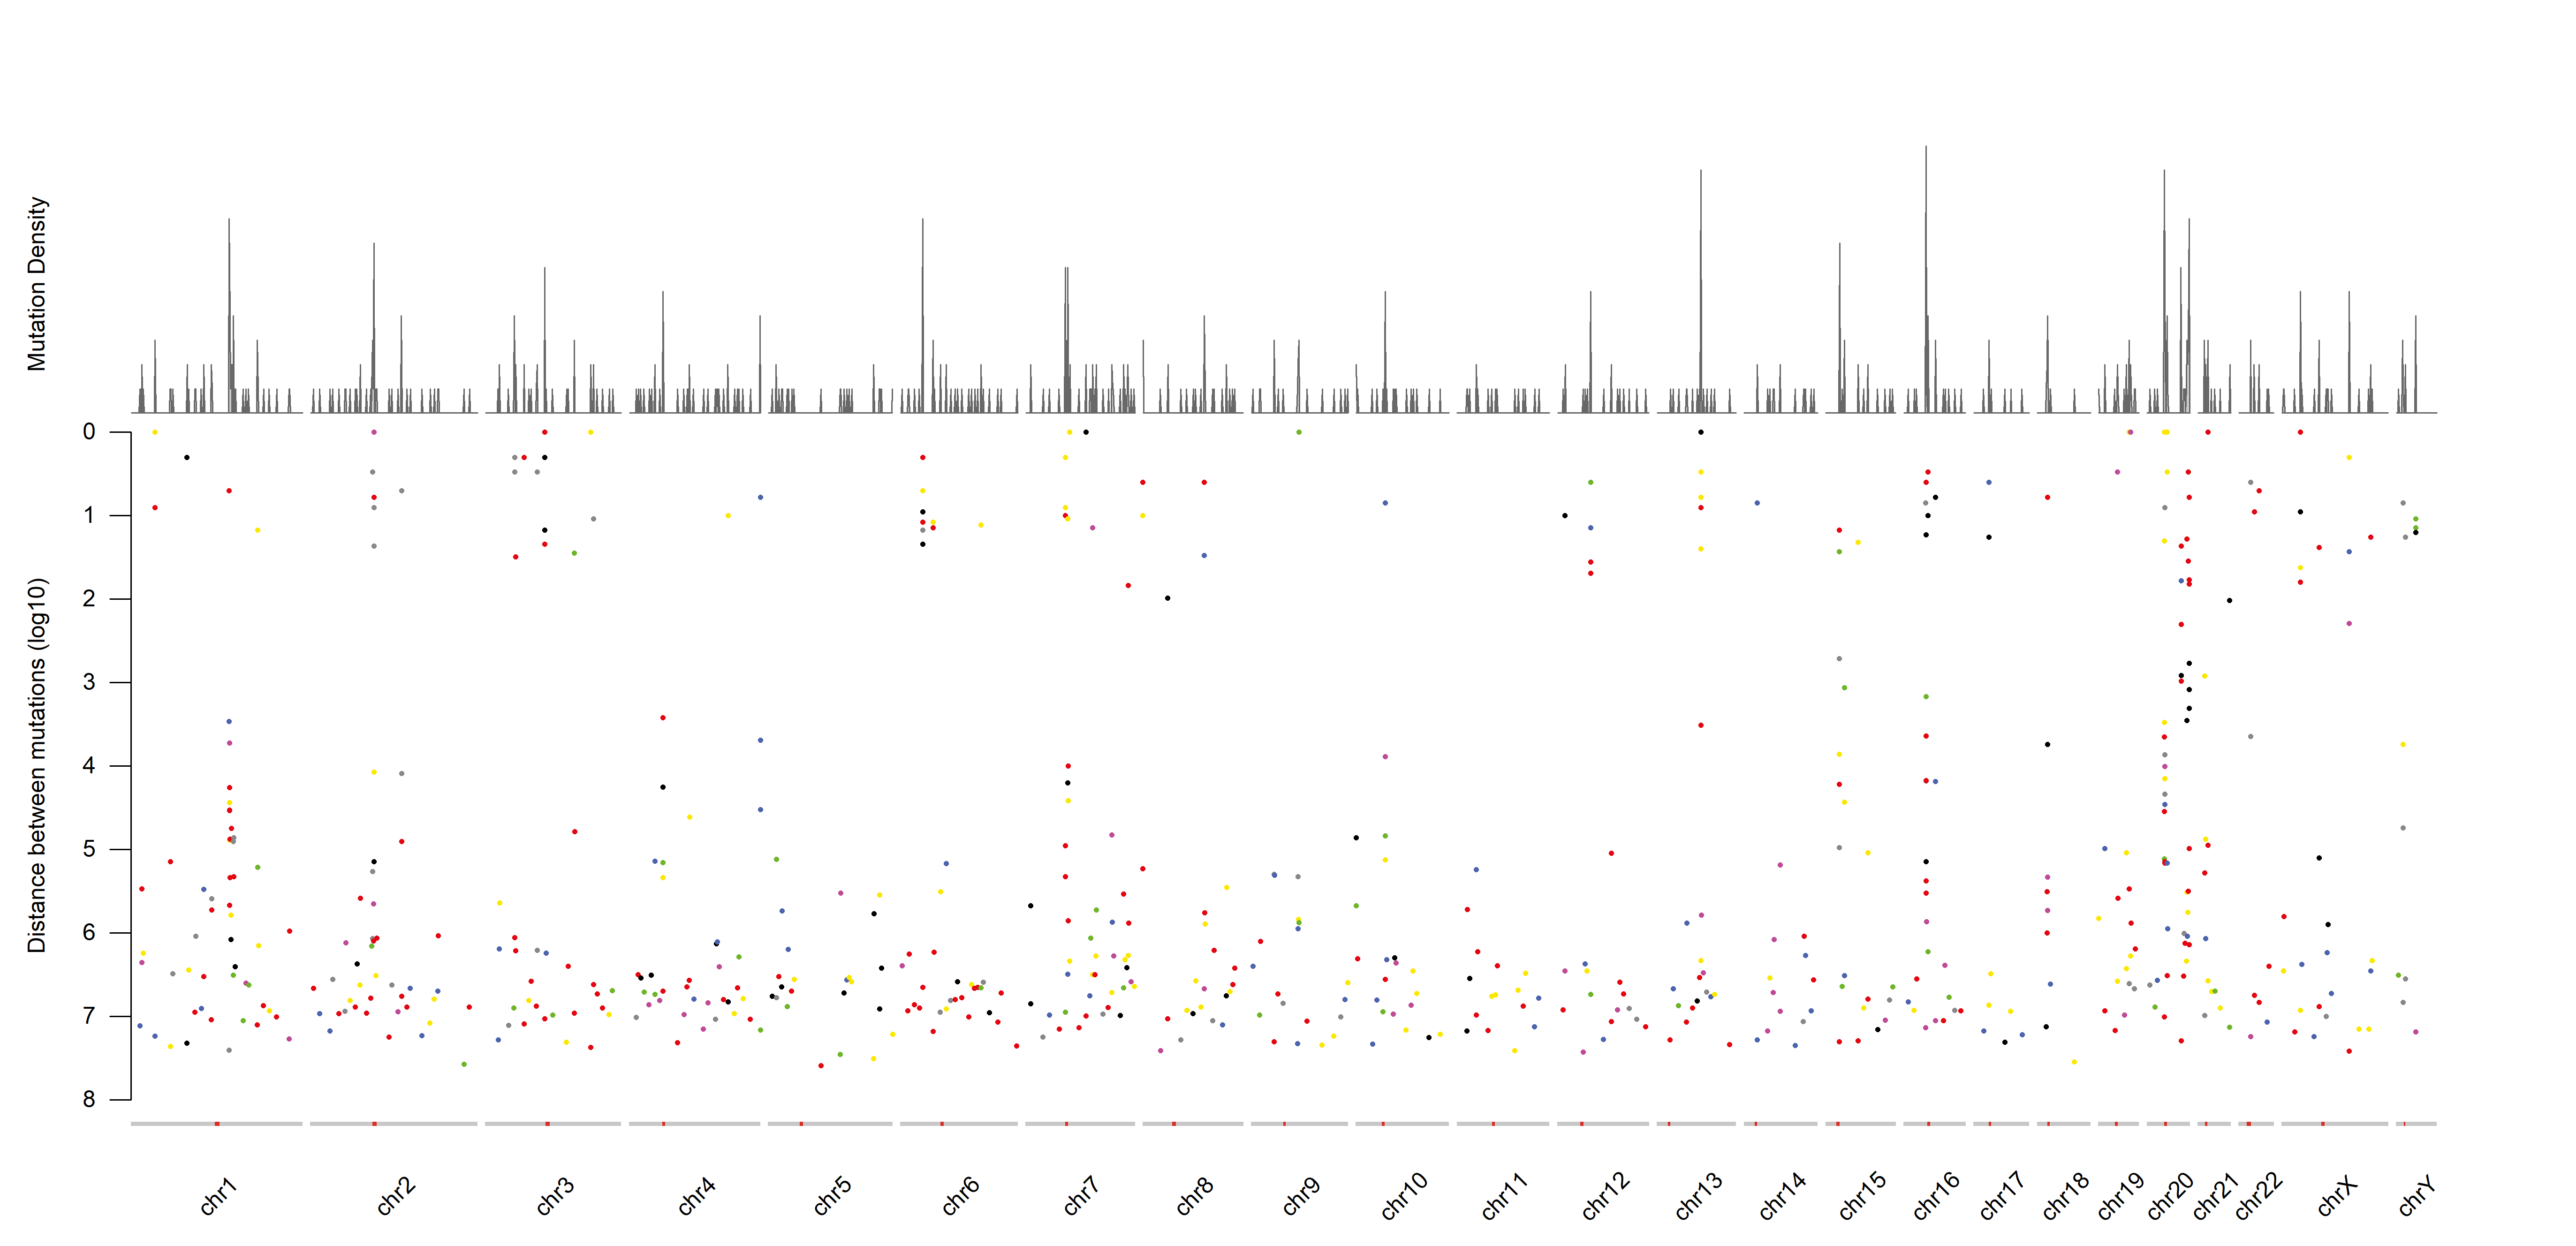 Mutation Density
Distance between mutations (log10)
0
1
2
3
4
5
6
7
8
chr1
chr2
chr3
chr4
chr5
chr6
chr7
chr8
chr9
chr10
chr11
chr12
chr13
chr14
chr15
chr16
chr17
chr18
chr19
chr20
chr21
chr22
chrX
chrY